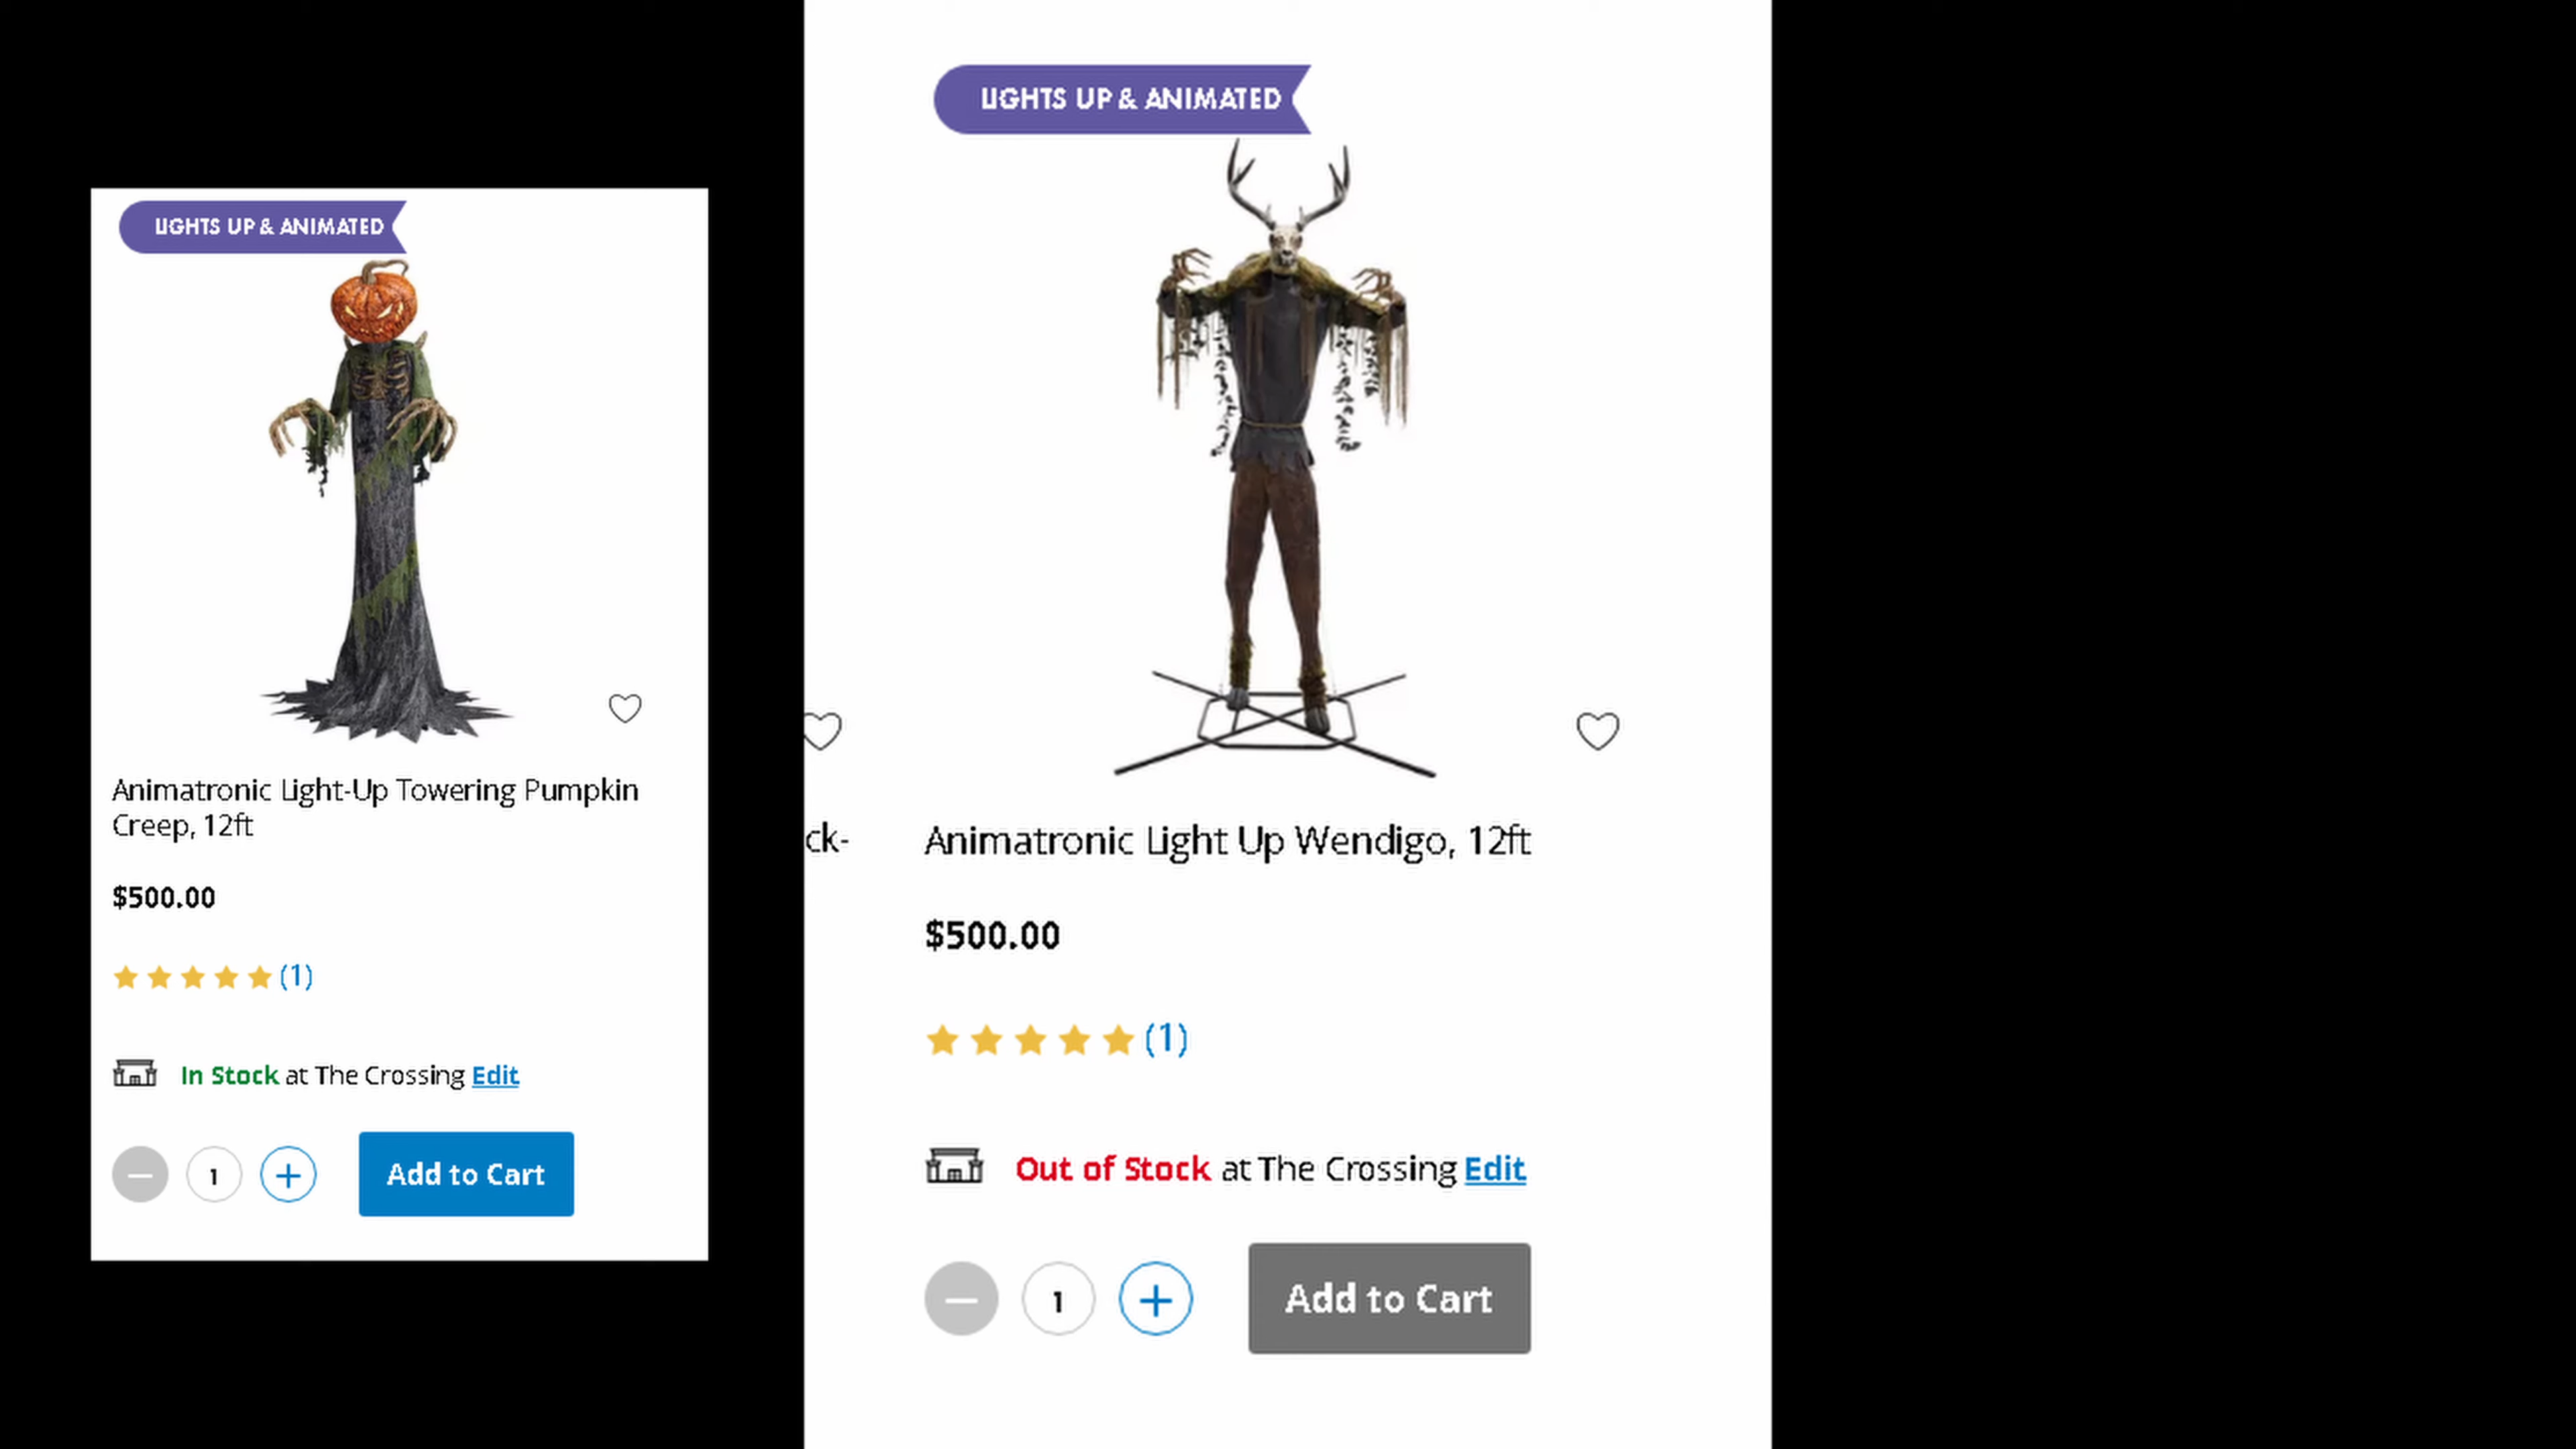 LIGHTS UP & ANIMATED
Animatronic Light-Up Towering Pumpkin
Creep, 12ft
$500.00
(1)
In Stock at The Crossing Edit
1
Add to Cart
LIGHTS UP & ANIMATED
ck-
Animatronic Light Up Wendigo, 12ft
$500.00
(1)
Out of Stock at The Crossing Edit
1
Add to Cart